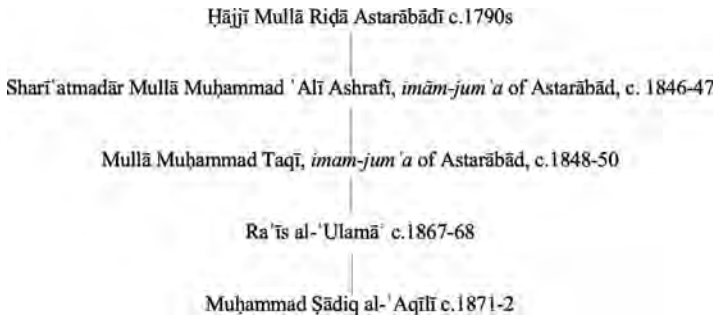 Ḥājjī Mullā Riḍā Astarābādī c.1790s
Sharīʿatmadār Mullā Muḥammad ʿAlī Ashrafī, imām-jumʿa of Astarābād, c. 1846-47
Mullā Muḥammad Taqī, imam-jumʿa of Astarābād, c.1848-50
Raʾīs al-ʿUlamāʾ c.1867-68
Muḥammad Ṣādiq al-ʿAqīlī c.1871-2